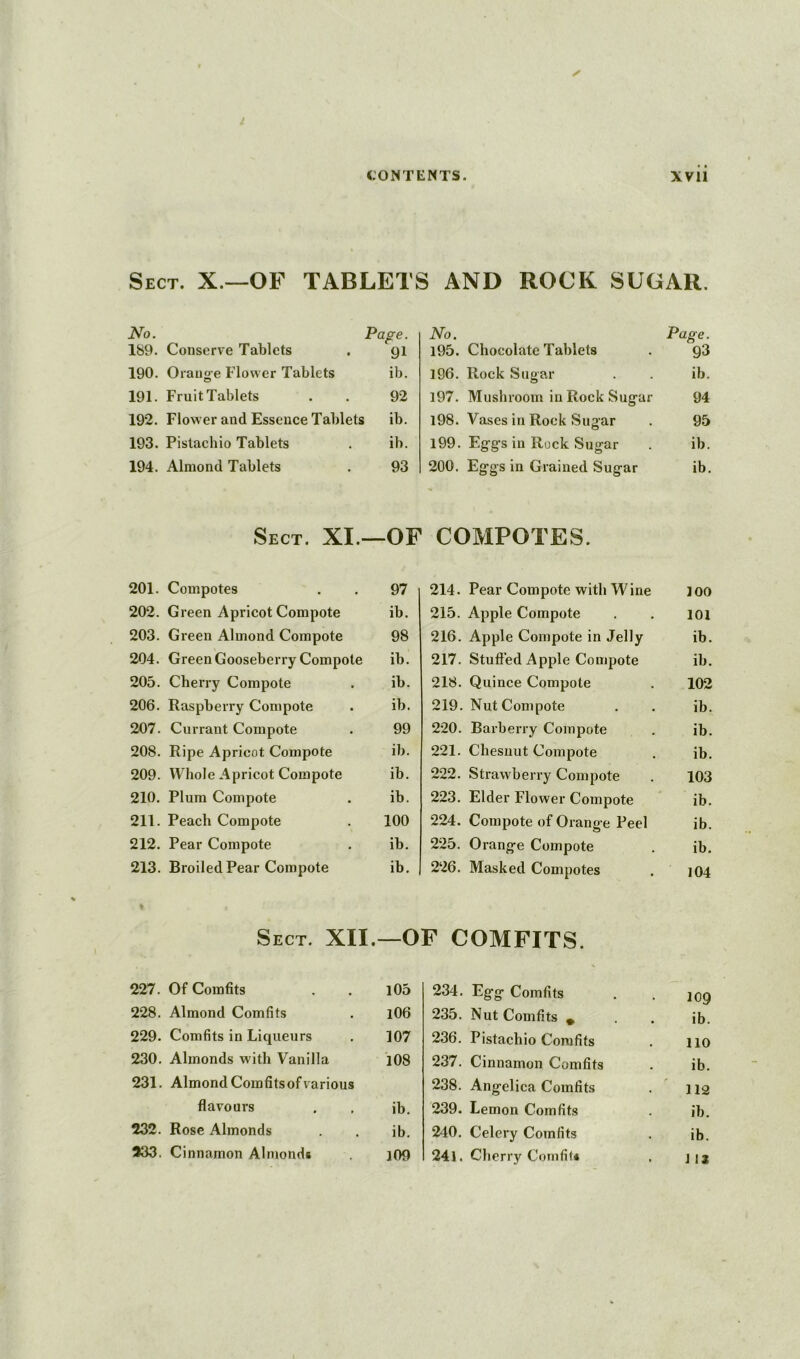 CONTENTS. xvii
SECT. X.—OF TABLETS AND ROCK SUGAR.
No. Page.
189. Conserve Tablets . 91
190. Orange Flower Tablets ib.
191. Fruit Tablets . . 92
192. Flower and Essence Tablets ib.
193. Pistachio Tablets . ib.
194. Almond Tablets . 93
No. Page.
195. Chocolate Tablets . 93
196. Rock Sugar . . ib.
197. Mushroom in Rock Sugar 94
198. Vases in Rock Sugar . 95
199. Eggs in Rock Sugar . ib.
200. Eggs in Grained Sugar ib.
SECT. XI.—OF COMPOTES.
201. Compotes . . 97
202. Green Apricot Compote ib.
203. Green Almond Compote 98
204. Green Gooseberry Compote ib.
205. Cherry Compote . ib.
206. Raspberry Compote . ib.
207. Currant Compote . 99
208. Ripe Apricot Compote ib.
209. Whole Apricot Compote ib.
210. Plum Compote . ib.
211. Peach Compote . 100
212. Pear Compote . ib.
213. Broiled Pear Compote ib.
214. Pear Compote with Wine 100
215. Apple Compote . . 101
216. Apple Compote in Jelly ib.
217. Stuffed Apple Compote ib.
218. Quince Compote . 102
219. Nut Compote . . ib.
220. Barberry Compote . ib.
221. Chesnut Compote . ib.
222. Strawberry Compote . 103
223. Elder Flower Compote ib.
224. Compote of Orange Peel ib.
225. Orange Compote . ib.
226. Masked Compotes . 104
SECT. XII.—OF COMFITS.
227. Of Comfits . . 105
228. Almond Comfits . 106
229. Comfits in Liqueurs . 107
230. Almonds with Vanilla 108
231. Almond Comfits of various
flavours . . ib.
232. Rose Almonds . . ib.
233. Cinnamon Almonds . 109
234. Egg Comfits . . 109
235. Nut Comfits . . ib.
236. Pistachio Comfits . 110
237. Cinnamon Comfits . ib.
238. Angelica Comfits . 112
239. Lemon Comfits . ib.
240. Celery Comfits . ib.
241. Cherry Comfits .